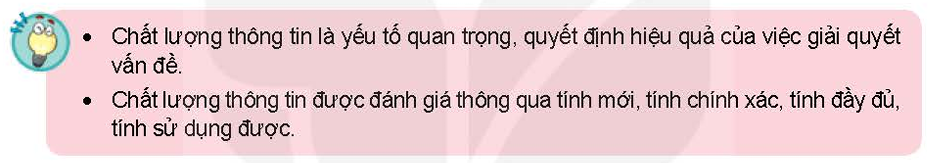 • Chất lượng thông tin là yếu tố quan trọng, quyết định hiệu quả của việc giải quyết
vấn đề.
• Chất lượng thông tin được đánh giá thông qua tính mới, tính chính xác, tính đầy đủ,
tính sử dụng được.